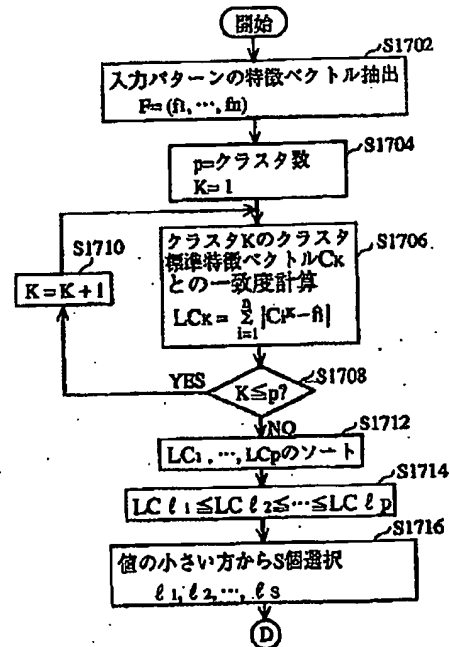 開始
S1702
入力パターンの特徴ベクトル抽出
F=(f1,…,fn)
S1704
p=クラスタ数
K=1
S1710
K=K+1
S1706
クラスタKのクラスタ
標準特徴ベクトルCK
との一致度計算
LCK= Σ|CiK−fi|
n
i=1
S1708
YES
K≦p?
NO
S1712
LC1,…,LCpのソート
S1714
LCℓ1≦LCℓ2≦…≦LCℓp
S1716
値の小さい方からS個選択
ℓ1,ℓ2,…,ℓs
D